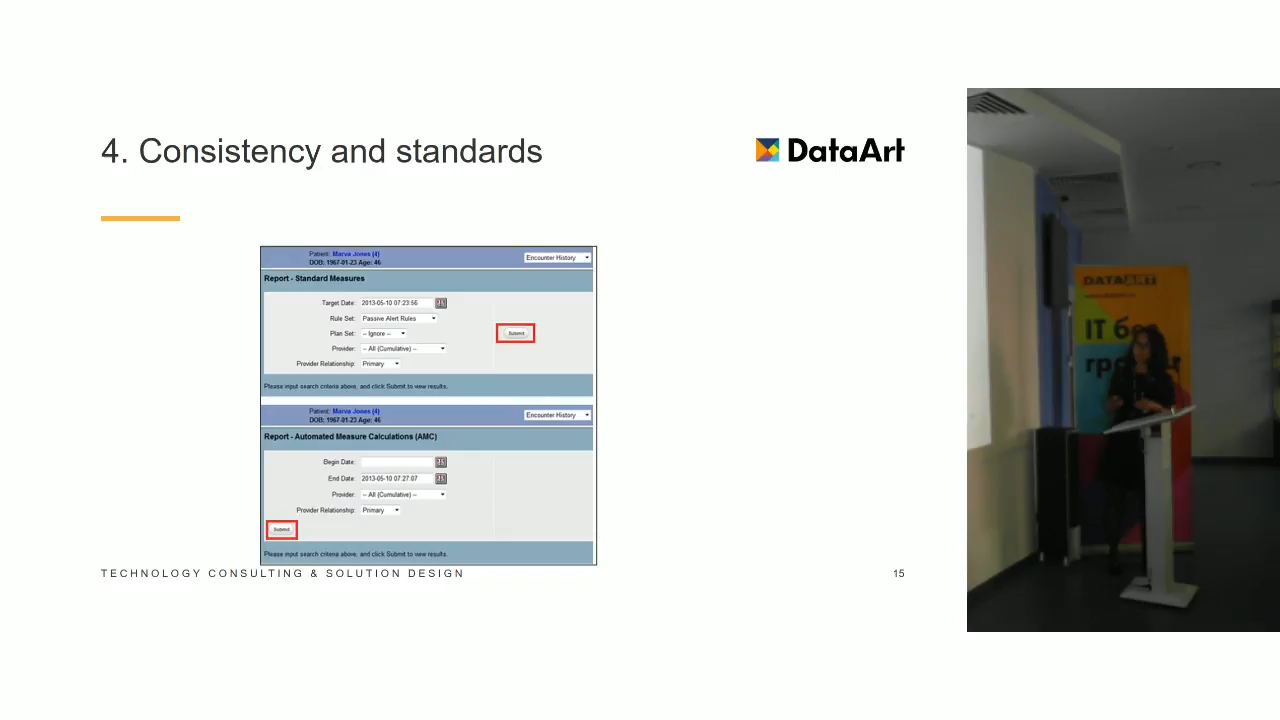 4. Consistency and standards
DataArt
Patient: Marva Jones (4)
DOB: 1967-01-23 Age: 46
Encounter History
Report - Standard Measures
Target Date: 2013-05-10 07:23:56
Rule Set: Passive Alert Rules
Plan Set: -- Ignore --
Submit
Provider: -- All (Cumulative) --
Provider Relationship: Primary
Please input search criteria above, and click Submit to view results.
Patient: Marva Jones (4)
DOB: 1967-01-23 Age: 46
Encounter History
Report - Automated Measure Calculations (AMC)
Begin Date:
End Date: 2013-05-10 07:27:07
Provider: -- All (Cumulative) --
Provider Relationship: Primary
Submit
Please input search criteria above, and click Submit to view results.
TECHNOLOGY CONSULTING & SOLUTION DESIGN
15
DATAART
IT без